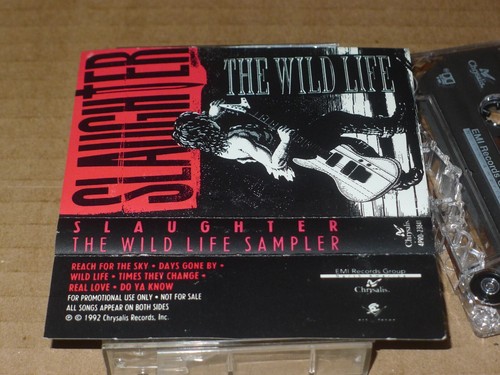 SLAUGHTER
THE WILD LIFE
SLAUGHTER
THE WILD LIFE SAMPLER
Chrysalis.
REACH FOR THE SKY • DAYS GONE BY •
WILD LIFE • TIMES THEY CHANGE •
REAL LOVE • DO YA KNOW
FOR PROMOTIONAL USE ONLY • NOT FOR SALE
ALL SONGS APPEAR ON BOTH SIDES
℗ © 1992 Chrysalis Records, Inc.
EMI Records Group
Chrysalis.
Chrysalis
EMI Records